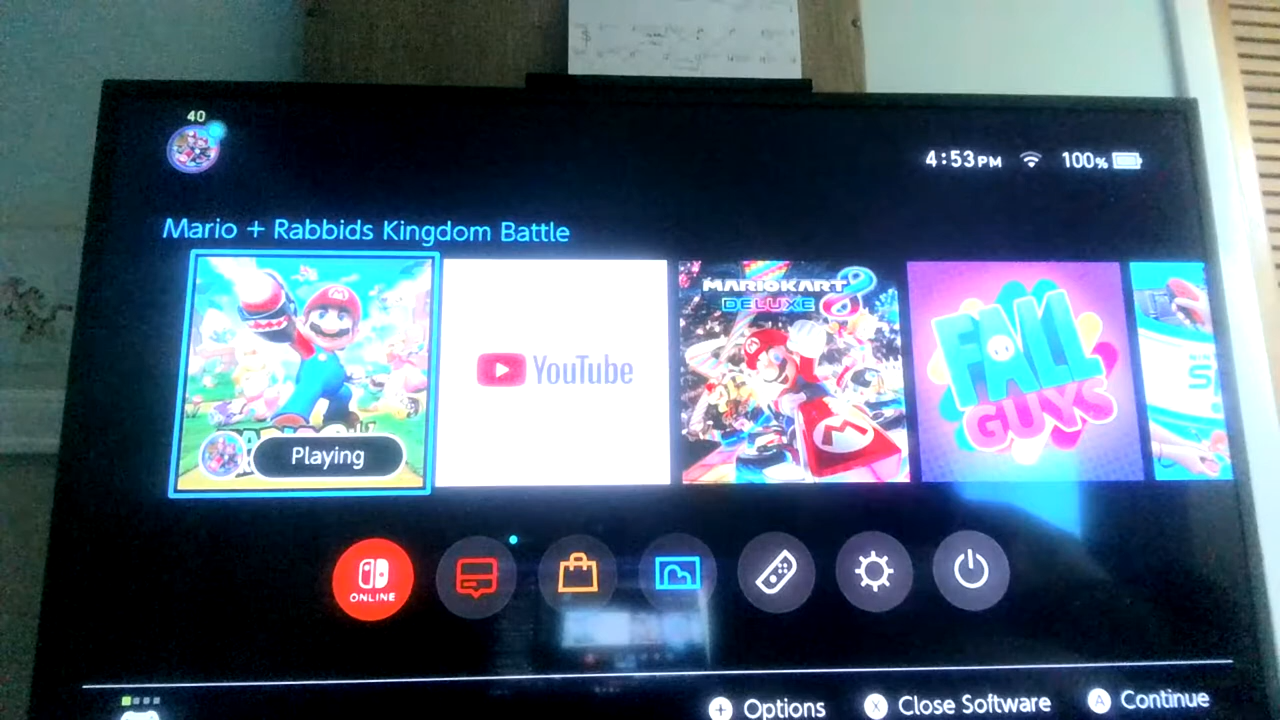 40
4:53PM 100%
Mario + Rabbids Kingdom Battle
Playing
YouTube
MARIOKART 8
DELUXE
FALL
GUYS
ONLINE
Options Close Software Continue